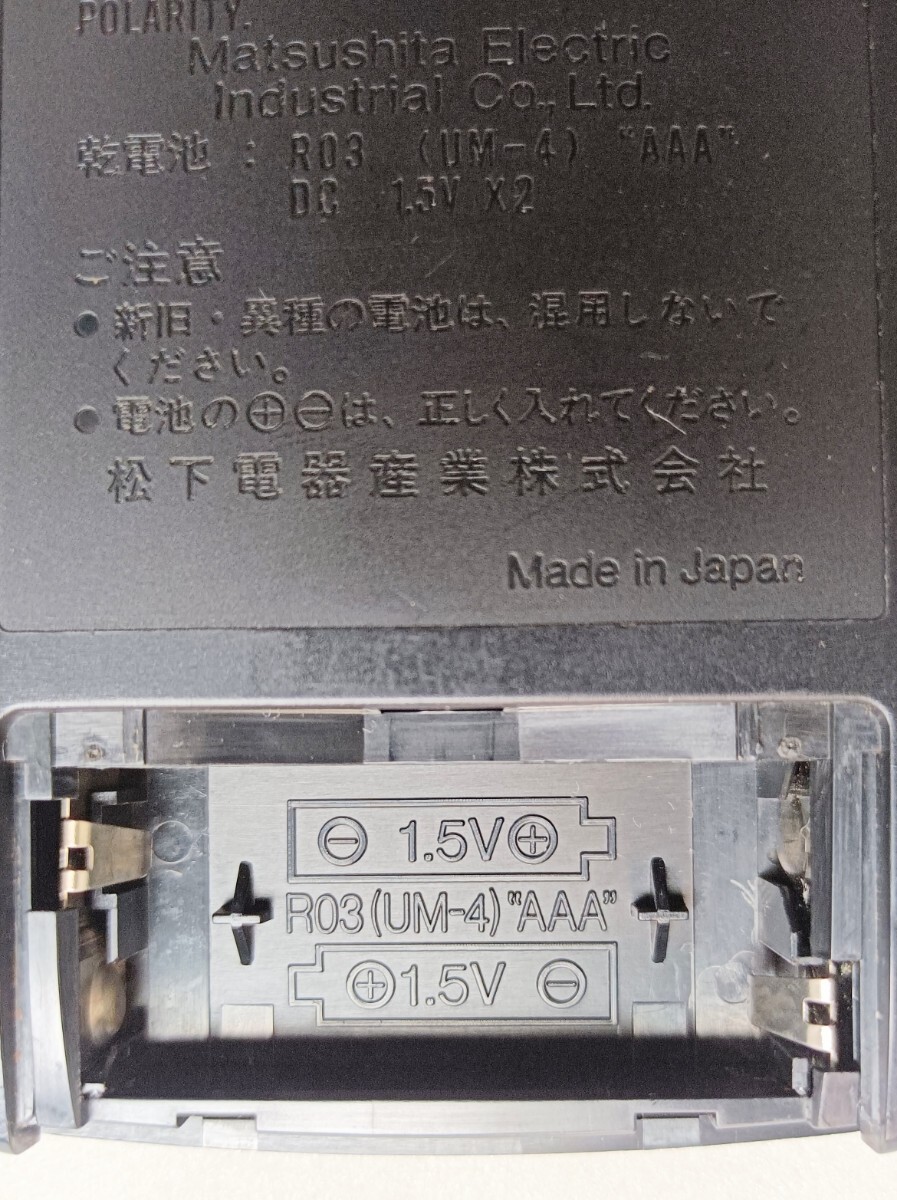 POLARITY.
Matsushita Electric
Industrial Co., Ltd.
乾電池 : R03 (UM-4) "AAA"
DC 1.5V X2
ご注意
● 新旧・異種の電池は、混用しないで
ください。
● 電池の⊕⊖は、正しく入れてください。
松下電器産業株式会社
Made in Japan
⊖ 1.5V ⊕
R03(UM-4)"AAA"
⊕ 1.5V ⊖